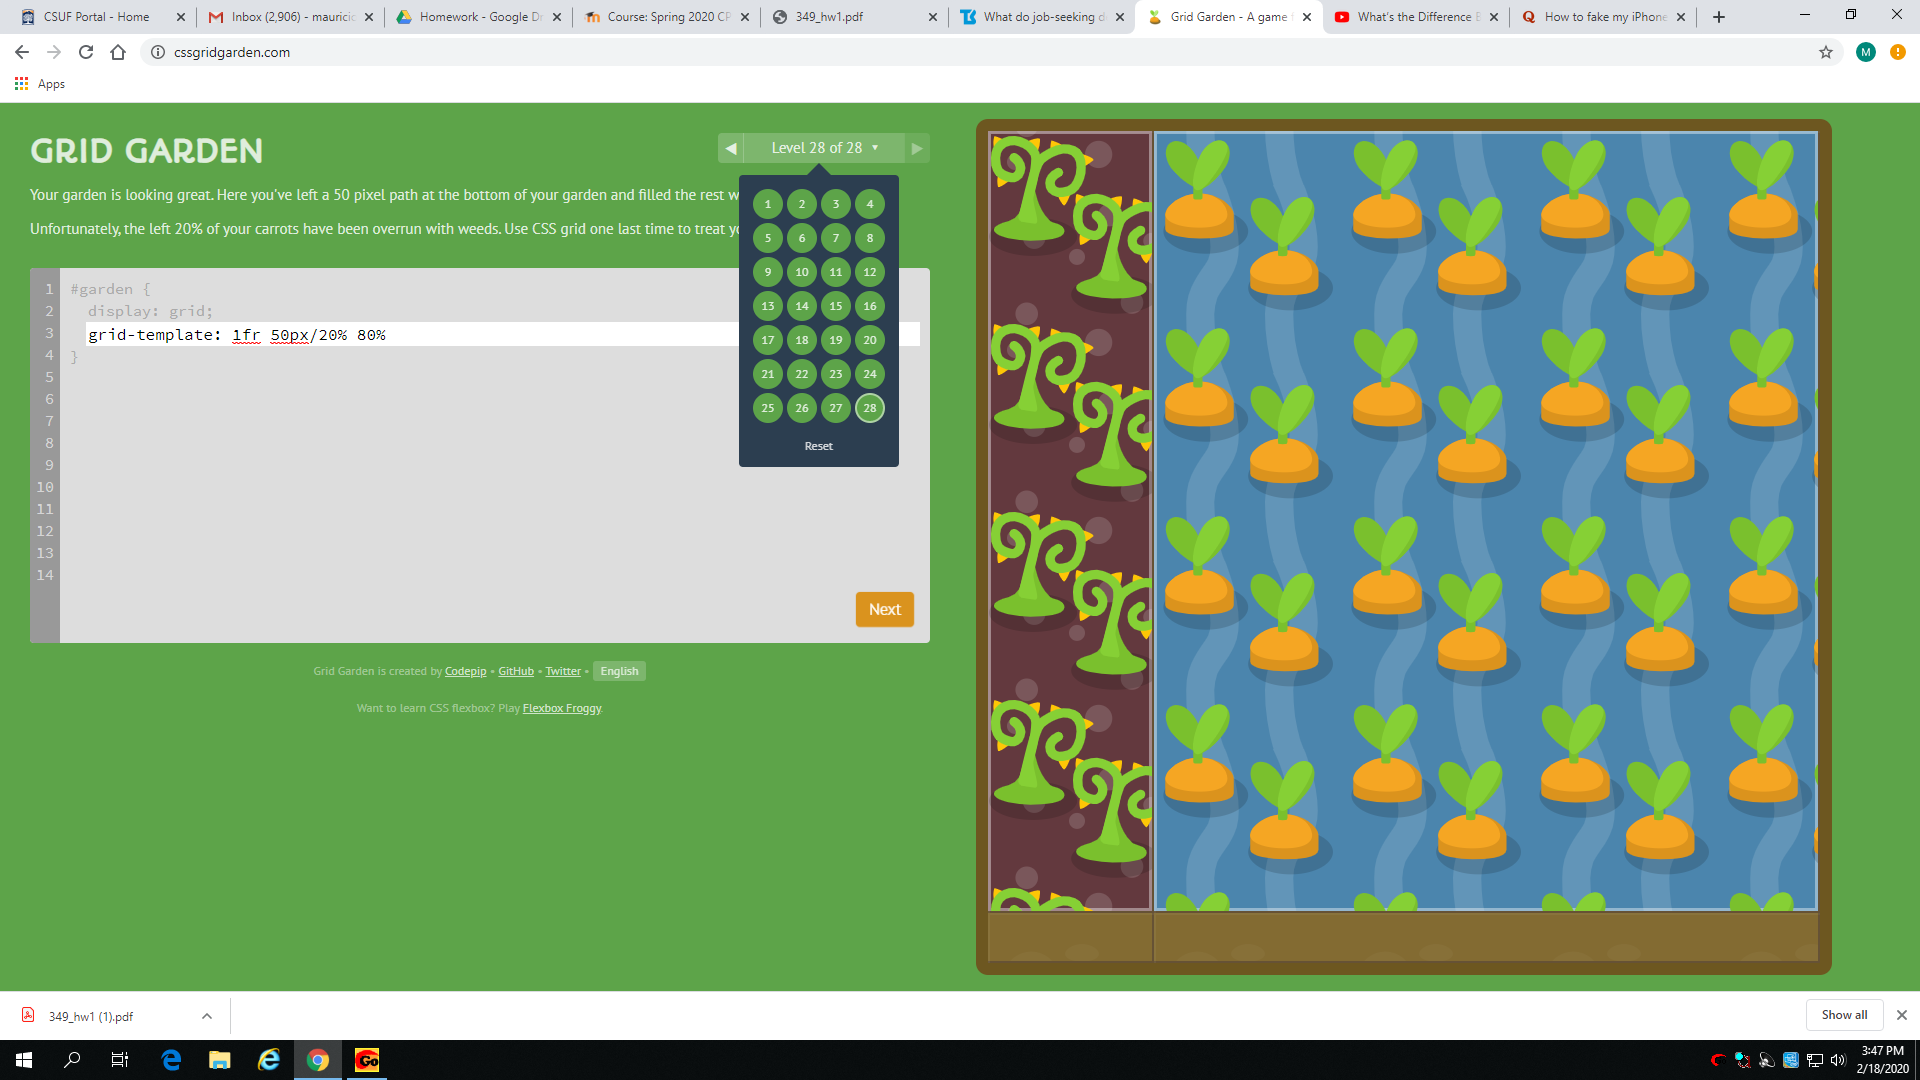 CSUF Portal - Home
Inbox (2,906) - mauricio
Homework - Google Dr
Course: Spring 2020 CP
349_hw1.pdf
What do job-seeking d
Grid Garden - A game f
What's the Difference B
How to fake my iPhone
cssgridgarden.com
M
Apps
GRID GARDEN
Level 28 of 28
Your garden is looking great. Here you've left a 50 pixel path at the bottom of your garden and filled the rest w
Unfortunately, the left 20% of your carrots have been overrun with weeds. Use CSS grid one last time to treat yo
1 2 3 4
5 6 7 8
9 10 11 12
13 14 15 16
17 18 19 20
21 22 23 24
25 26 27 28
Reset
1 #garden {
2 display: grid;
3 grid-template: 1fr 50px/20% 80%
4 }
5
6
7
8
9
10
11
12
13
14
Next
Grid Garden is created by Codepip • GitHub • Twitter • English
Want to learn CSS flexbox? Play Flexbox Froggy.
349_hw1 (1).pdf
Show all
Go
3:47 PM
2/18/2020